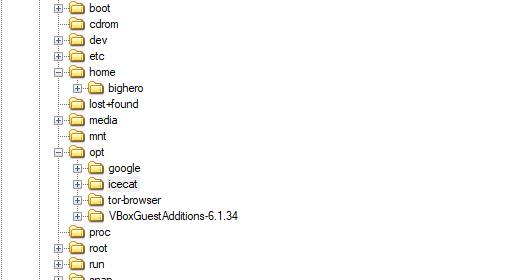 boot
cdrom
dev
etc
home
bighero
lost+found
media
mnt
opt
google
icecat
tor-browser
VBoxGuestAdditions-6.1.34
proc
root
run
snap